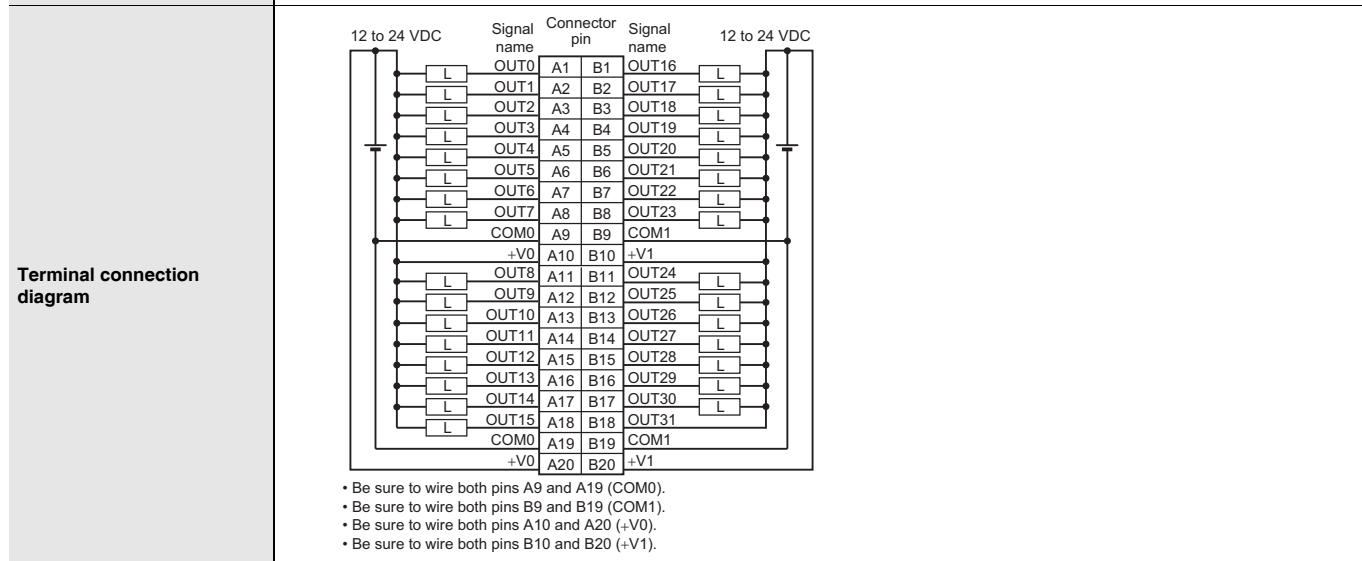 Terminal connection
diagram
12 to 24 VDC Signal name Connector pin Signal name 12 to 24 VDC
L OUT0 A1 B1 OUT16 L
L OUT1 A2 B2 OUT17 L
L OUT2 A3 B3 OUT18 L
L OUT3 A4 B4 OUT19 L
L OUT4 A5 B5 OUT20 L
L OUT5 A6 B6 OUT21 L
L OUT6 A7 B7 OUT22 L
L OUT7 A8 B8 OUT23 L
COM0 A9 B9 COM1
+V0 A10 B10 +V1
L OUT8 A11 B11 OUT24 L
L OUT9 A12 B12 OUT25 L
L OUT10 A13 B13 OUT26 L
L OUT11 A14 B14 OUT27 L
L OUT12 A15 B15 OUT28 L
L OUT13 A16 B16 OUT29 L
L OUT14 A17 B17 OUT30 L
L OUT15 A18 B18 OUT31
COM0 A19 B19 COM1
+V0 A20 B20 +V1
• Be sure to wire both pins A9 and A19 (COM0).
• Be sure to wire both pins B9 and B19 (COM1).
• Be sure to wire both pins A10 and A20 (+V0).
• Be sure to wire both pins B10 and B20 (+V1).